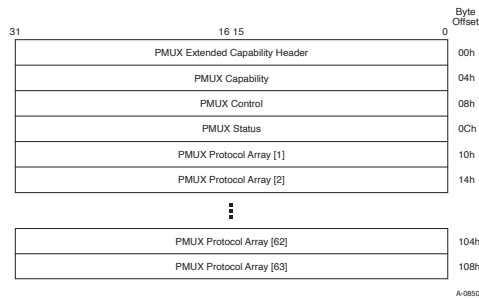 Byte
Offset
31 16 15 0
PMUX Extended Capability Header 00h
PMUX Capability 04h
PMUX Control 08h
PMUX Status 0Ch
PMUX Protocol Array [1] 10h
PMUX Protocol Array [2] 14h
PMUX Protocol Array [62] 104h
PMUX Protocol Array [63] 108h
A-0850